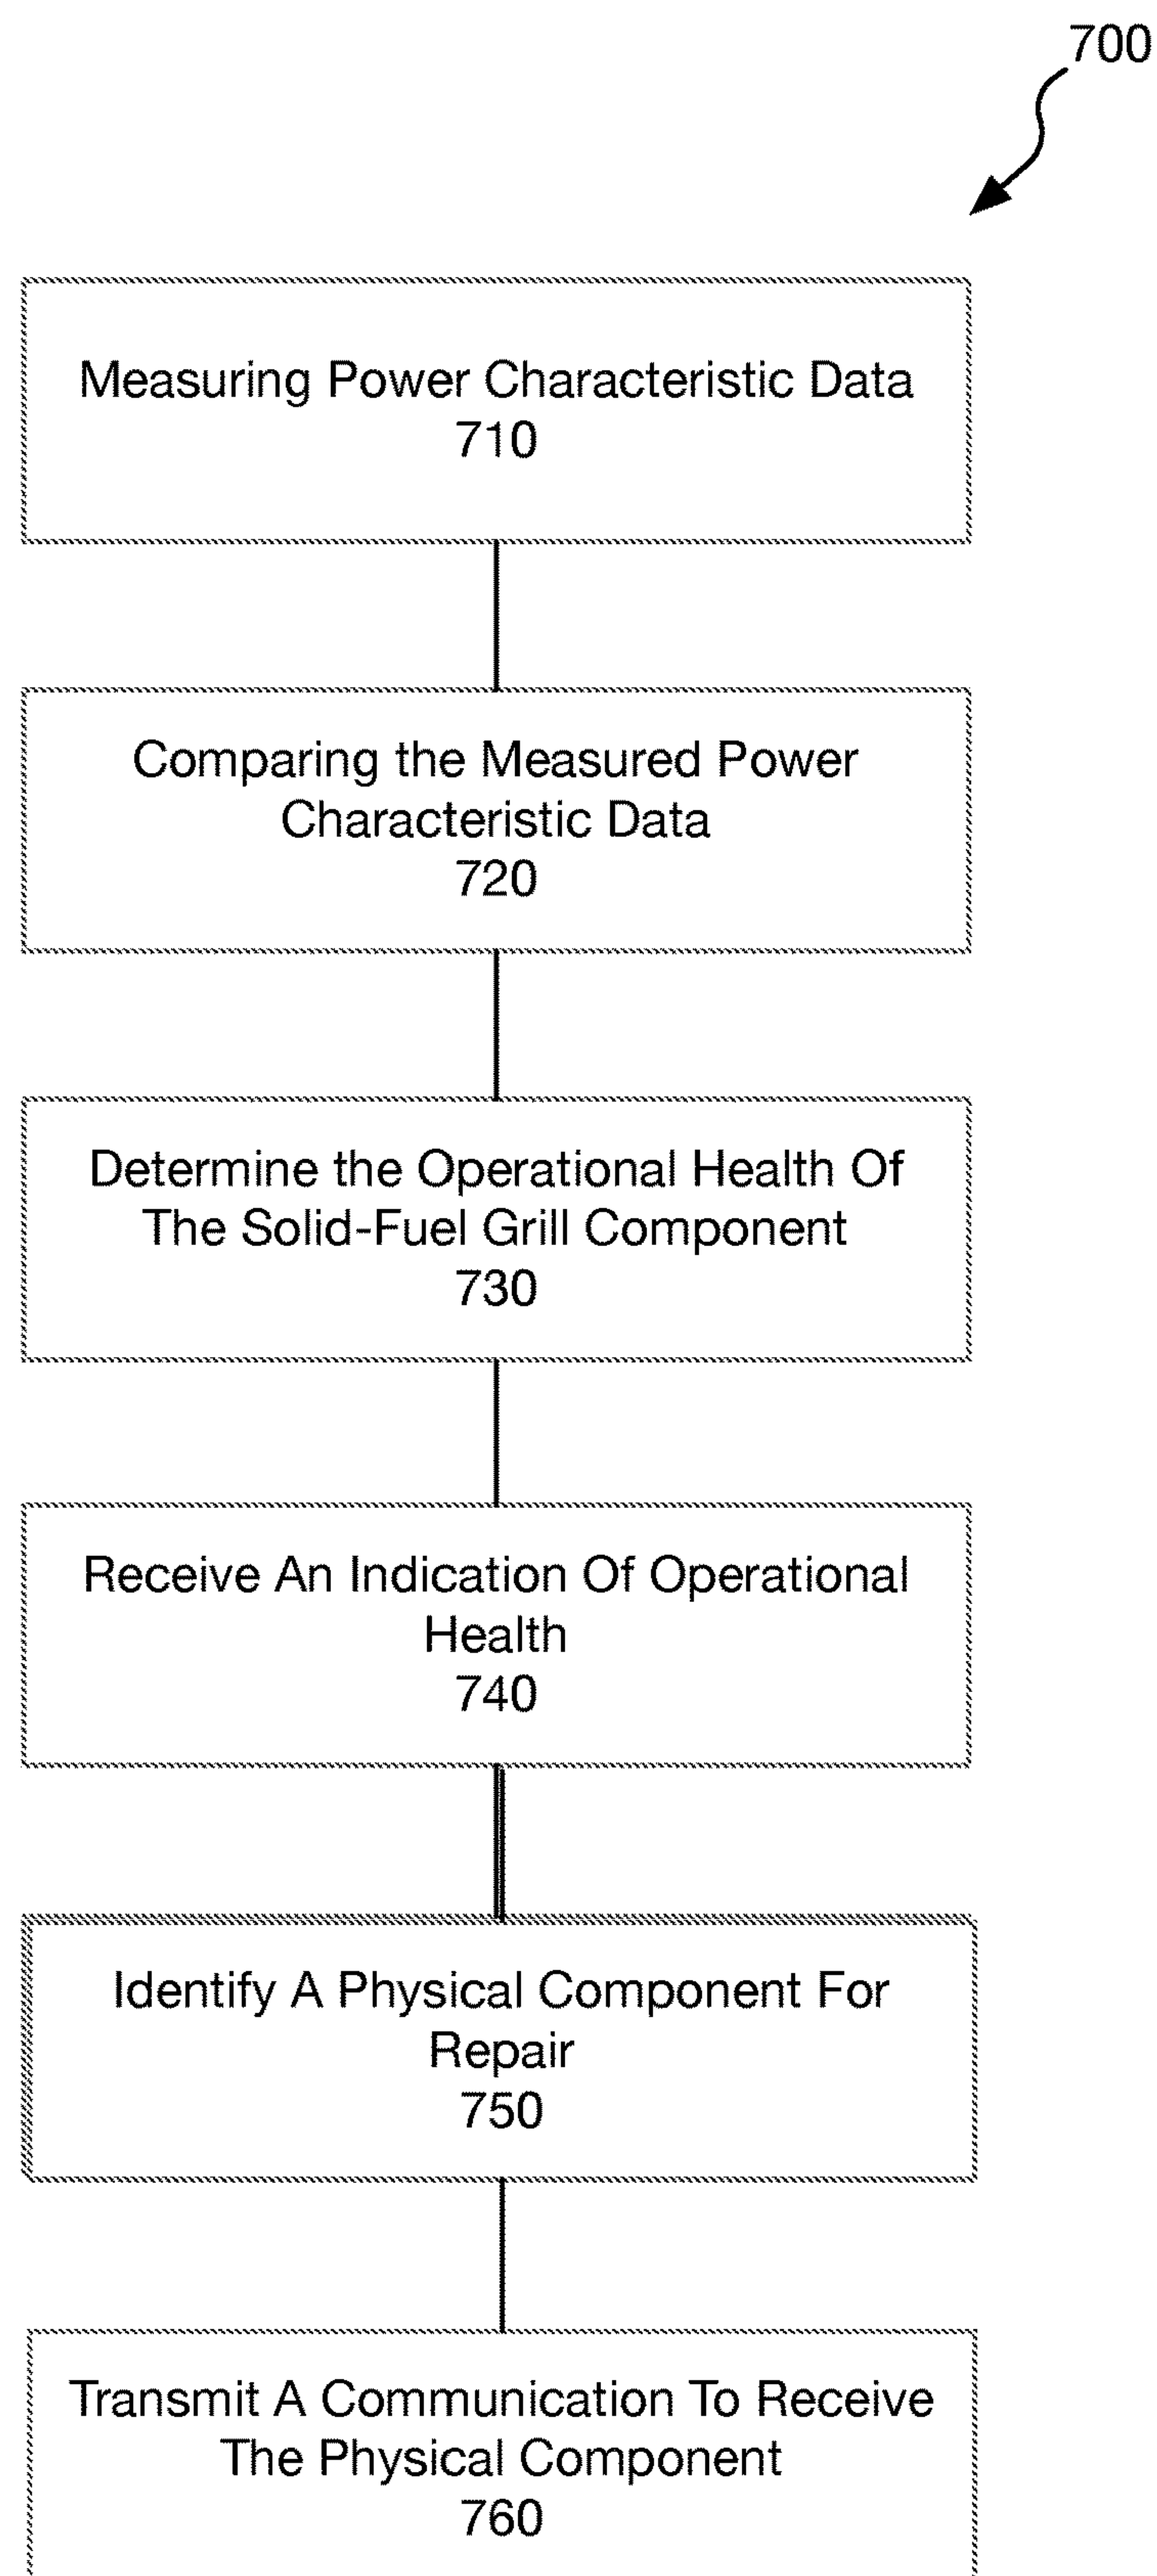 700
Measuring Power Characteristic Data
710
Comparing the Measured Power
Characteristic Data
720
Determine the Operational Health Of
The Solid-Fuel Grill Component
730
Receive An Indication Of Operational
Health
740
Identify A Physical Component For
Repair
750
Transmit A Communication To Receive
The Physical Component
760